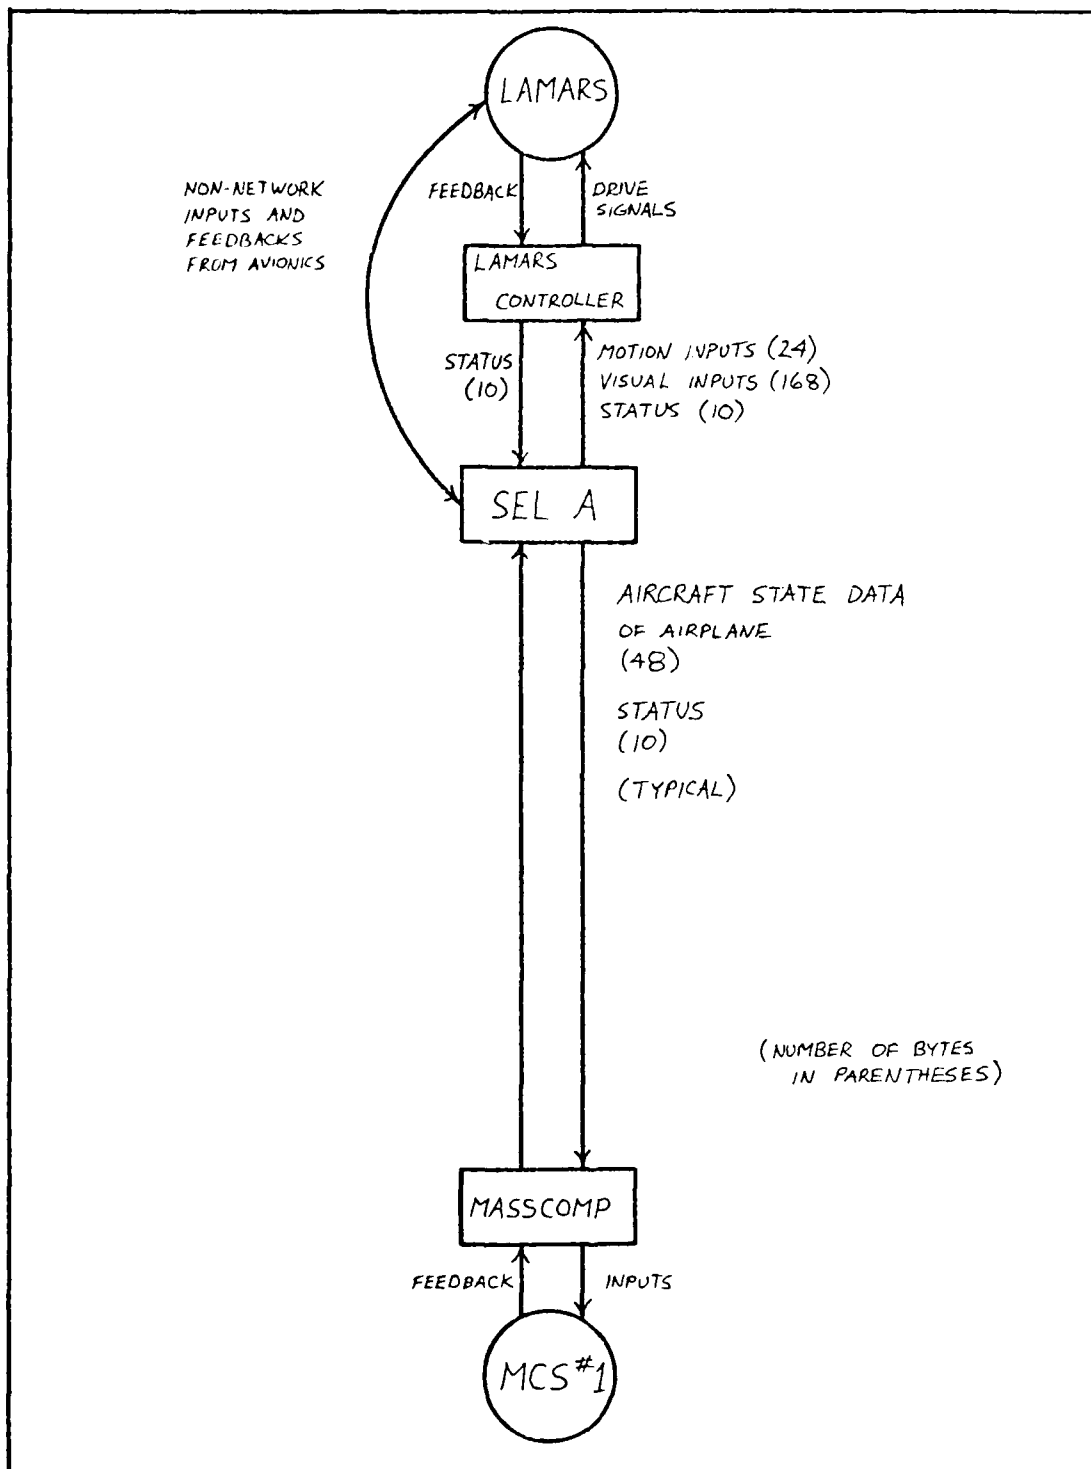 LAMARS
NON-NETWORK
INPUTS AND
FEEDBACKS
FROM AVIONICS
FEEDBACK
DRIVE
SIGNALS
LAMARS
CONTROLLER
STATUS
(10)
MOTION INPUTS (24)
VISUAL INPUTS (168)
STATUS (10)
SEL A
AIRCRAFT STATE DATA
OF AIRPLANE
(48)
STATUS
(10)
(TYPICAL)
(NUMBER OF BYTES
IN PARENTHESES)
MASSCOMP
FEEDBACK
INPUTS
MCS #1